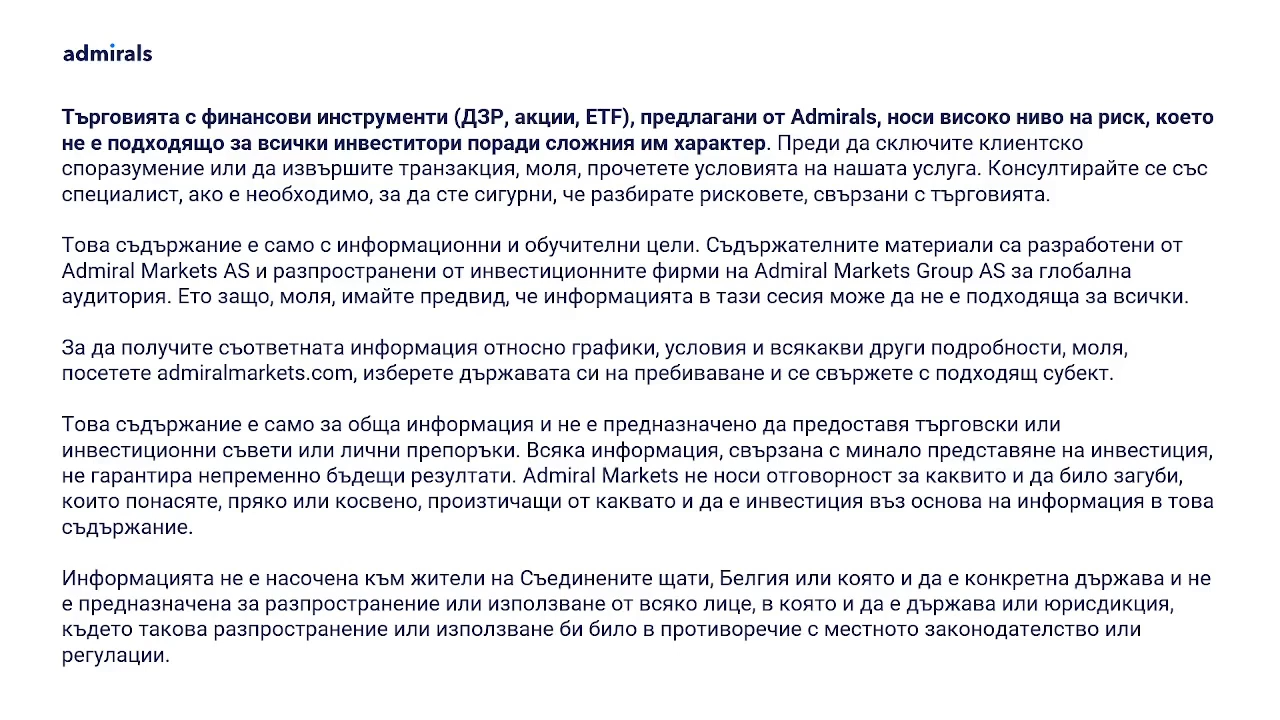 admirals
Търговията с финансови инструменти (ДЗР, акции, ETF), предлагани от Admirals, носи високо ниво на риск, което
не е подходящо за всички инвеститори поради сложния им характер. Преди да сключите клиентско
споразумение или да извършите транзакция, моля, прочетете условията на нашата услуга. Консултирайте се със
специалист, ако е необходимо, за да сте сигурни, че разбирате рисковете, свързани с търговията.
Това съдържание е само с информационни и обучителни цели. Съдържателните материали са разработени от
Admiral Markets AS и разпространени от инвестиционните фирми на Admiral Markets Group AS за глобална
аудитория. Ето защо, моля, имайте предвид, че информацията в тази сесия може да не е подходяща за всички.
За да получите съответната информация относно графики, условия и всякакви други подробности, моля,
посетете admiralmarkets.com, изберете държавата си на пребиваване и се свържете с подходящ субект.
Това съдържание е само за обща информация и не е предназначено да предоставя търговски или
инвестиционни съвети или лични препоръки. Всяка информация, свързана с минало представяне на инвестиция,
не гарантира непременно бъдещи резултати. Admiral Markets не носи отговорност за каквито и да било загуби,
които понасяте, пряко или косвено, произтичащи от каквато и да е инвестиция въз основа на информация в това
съдържание.
Информацията не е насочена към жители на Съединените щати, Белгия или която и да е конкретна държава и не
е предназначена за разпространение или използване от всяко лице, в която и да е държава или юрисдикция,
където такова разпространение или използване би било в противоречие с местното законодателство или
регулации.